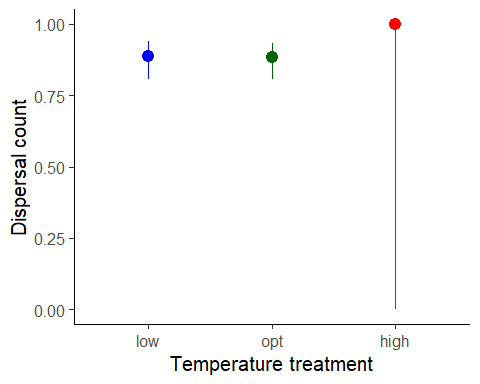 Dispersal count
1.00
0.75
0.50
0.25
0.00
low opt high
Temperature treatment